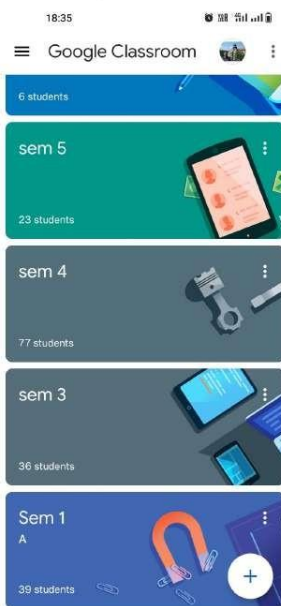 18:35
Google Classroom
6 students
sem 5
23 students
sem 4
77 students
sem 3
36 students
Sem 1
A
39 students